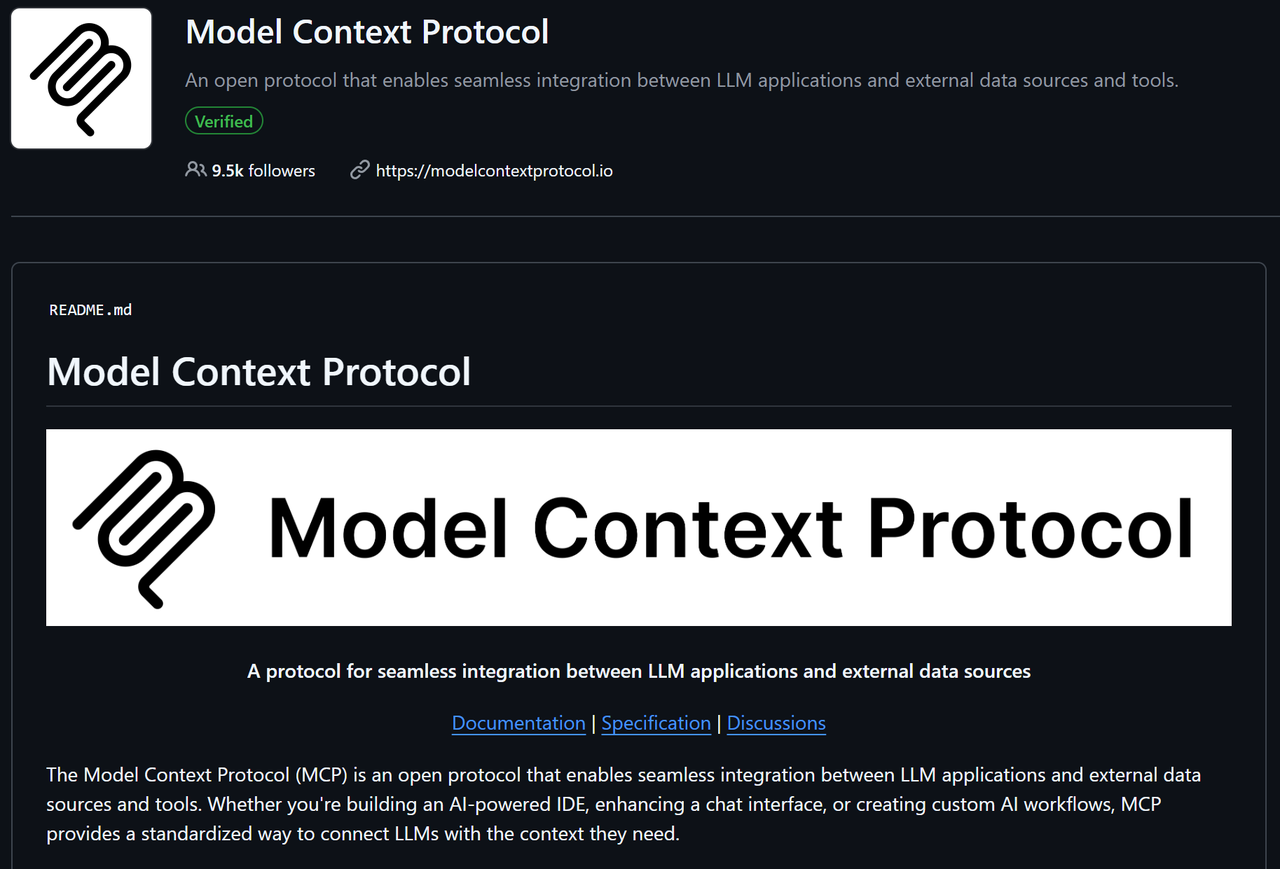 Model Context Protocol
An open protocol that enables seamless integration between LLM applications and external data sources and tools.
Verified
9.5k followers https://modelcontextprotocol.io
README.md
Model Context Protocol
Model Context Protocol
A protocol for seamless integration between LLM applications and external data sources
Documentation | Specification | Discussions
The Model Context Protocol (MCP) is an open protocol that enables seamless integration between LLM applications and external data
sources and tools. Whether you're building an AI-powered IDE, enhancing a chat interface, or creating custom AI workflows, MCP
provides a standardized way to connect LLMs with the context they need.